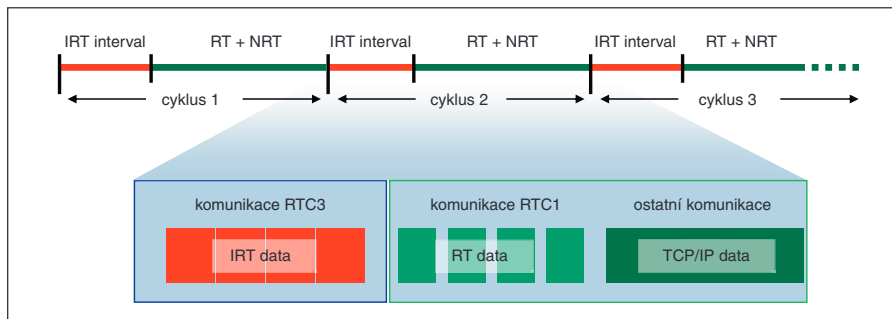 IRT interval RT + NRT IRT interval RT + NRT IRT interval RT + NRT
cyklus 1 cyklus 2 cyklus 3
komunikace RTC3 komunikace RTC1 ostatní komunikace
IRT data RT data TCP/IP data